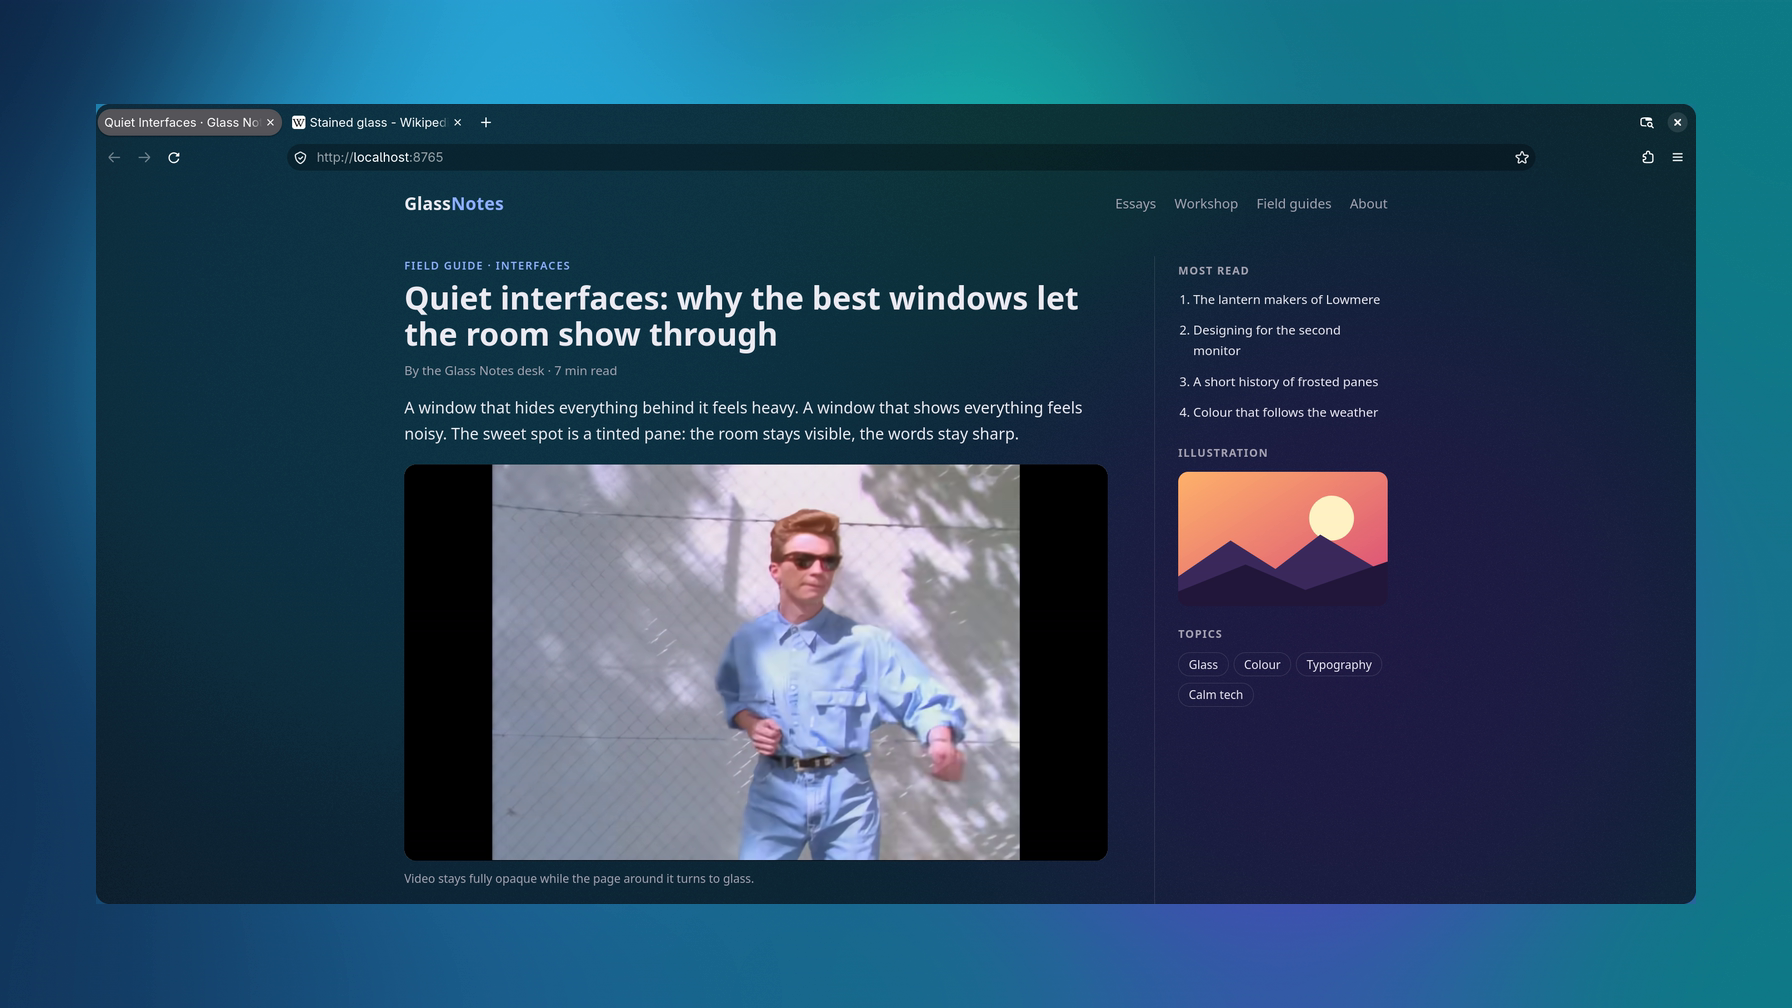 Quiet Interfaces · Glass No
Stained glass - Wikiped
http://localhost:8765
GlassNotes
Essays Workshop Field guides About
FIELD GUIDE · INTERFACES
Quiet interfaces: why the best windows let
the room show through
By the Glass Notes desk · 7 min read
A window that hides everything behind it feels heavy. A window that shows everything feels
noisy. The sweet spot is a tinted pane: the room stays visible, the words stay sharp.
Video stays fully opaque while the page around it turns to glass.
MOST READ
1. The lantern makers of Lowmere
2. Designing for the second
monitor
3. A short history of frosted panes
4. Colour that follows the weather
ILLUSTRATION
TOPICS
Glass Colour Typography
Calm tech